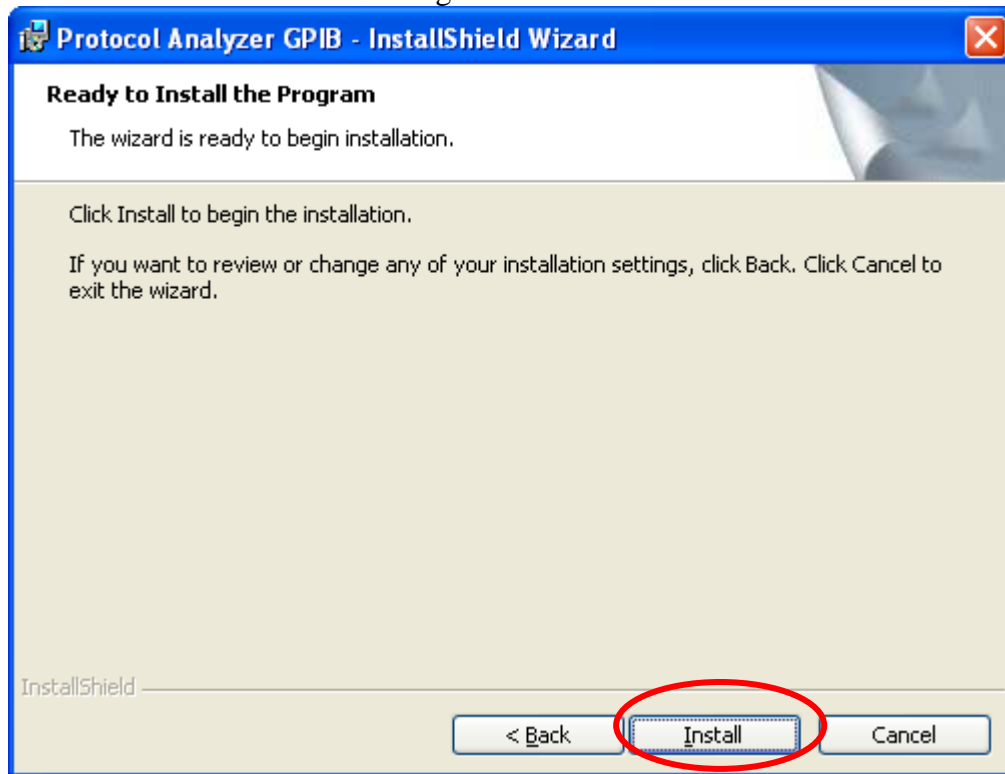 Protocol Analyzer GPIB - InstallShield Wizard
Ready to Install the Program
The wizard is ready to begin installation.
Click Install to begin the installation.
If you want to review or change any of your installation settings, click Back. Click Cancel to
exit the wizard.
InstallShield
< Back Install Cancel